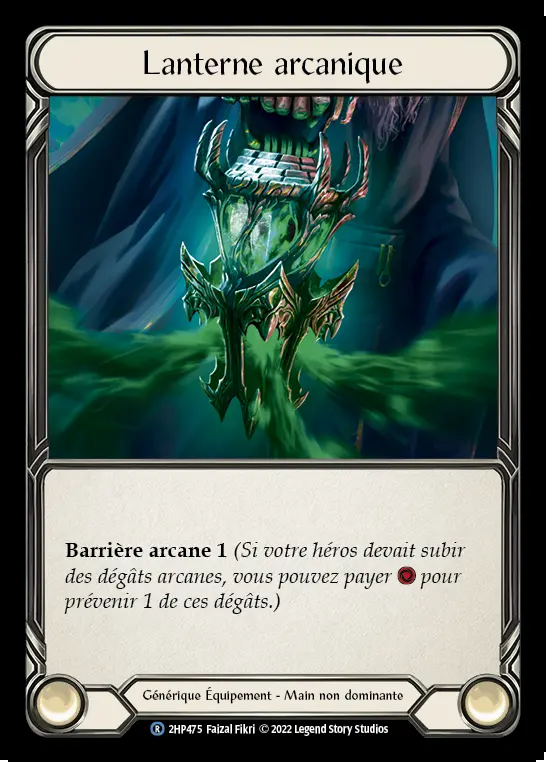 Lanterne arcanique
Barrière arcane 1 (Si votre héros devait subir
des dégâts arcanes, vous pouvez payer pour
prévenir 1 de ces dégâts.)
Générique Équipement - Main non dominante
R 2HP475 Faizal Fikri © 2022 Legend Story Studios